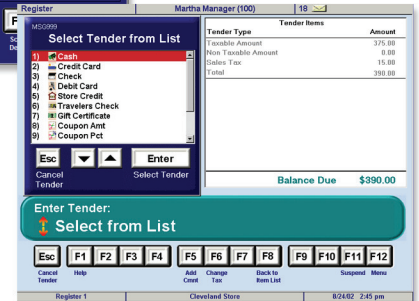 Register Martha Manager (100) 18
F
MSG999
Select Tender from List
1) Cash
2) Credit Card
3) Check
4) Debit Card
5) Store Credit
6) Travelers Check
7) Gift Certificate
8) Coupon Amt
9) Coupon Pct
Esc Enter
Cancel Tender
Select Tender
Tender Items
Tender Type Amount
Taxable Amount 375.00
Non Taxable Amount 0.00
Sales Tax 15.00
Total 390.00
Balance Due $390.00
Enter Tender:
Select from List
Esc F1 F2 F3 F4 F5 F6 F7 F8 F9 F10 F11 F12
Cancel Tender
Help
Add Cmnt
Change Tax
Back to Item List
Suspend Menu
Register 1 Cleveland Store 8/24/02 2:45 pm